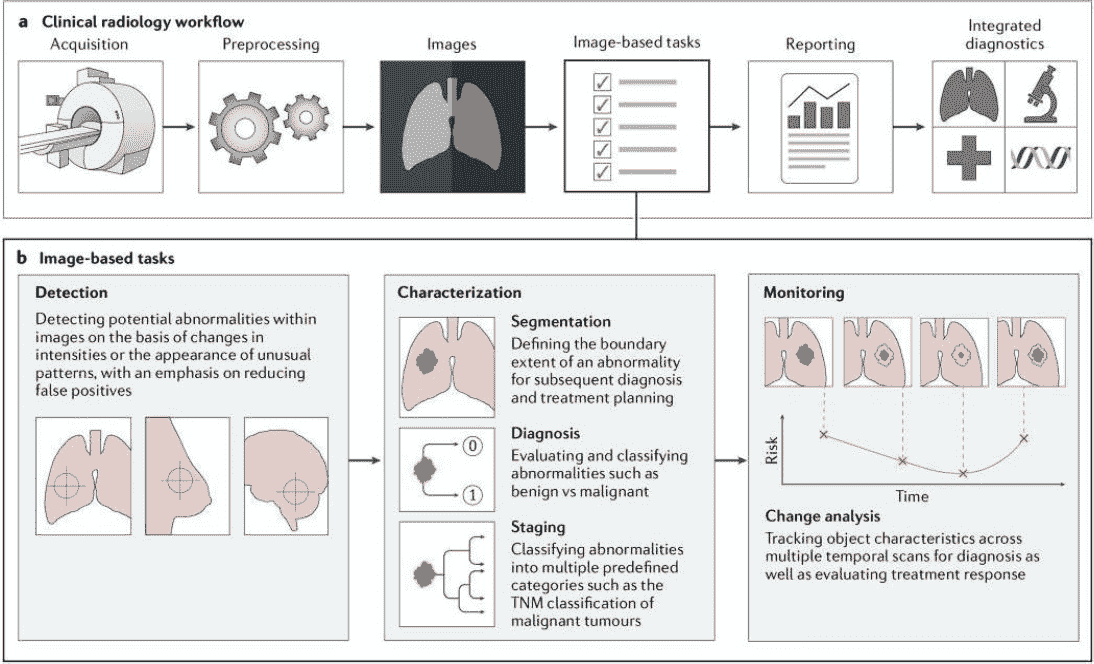 a Clinical radiology workflow
Acquisition
Preprocessing
Images
Image-based tasks
Reporting
Integrated
diagnostics
b Image-based tasks
Detection
Detecting potential abnormalities within
images on the basis of changes in
intensities or the appearance of unusual
patterns, with an emphasis on reducing
false positives
Characterization
Segmentation
Defining the boundary
extent of an abnormality
for subsequent diagnosis
and treatment planning
Diagnosis
Evaluating and classifying
abnormalities such as
benign vs malignant
0
1
Staging
Classifying abnormalities
into multiple predefined
categories such as the
TNM classification of
malignant tumours
Monitoring
Risk
Time
Change analysis
Tracking object characteristics across
multiple temporal scans for diagnosis as
well as evaluating treatment response